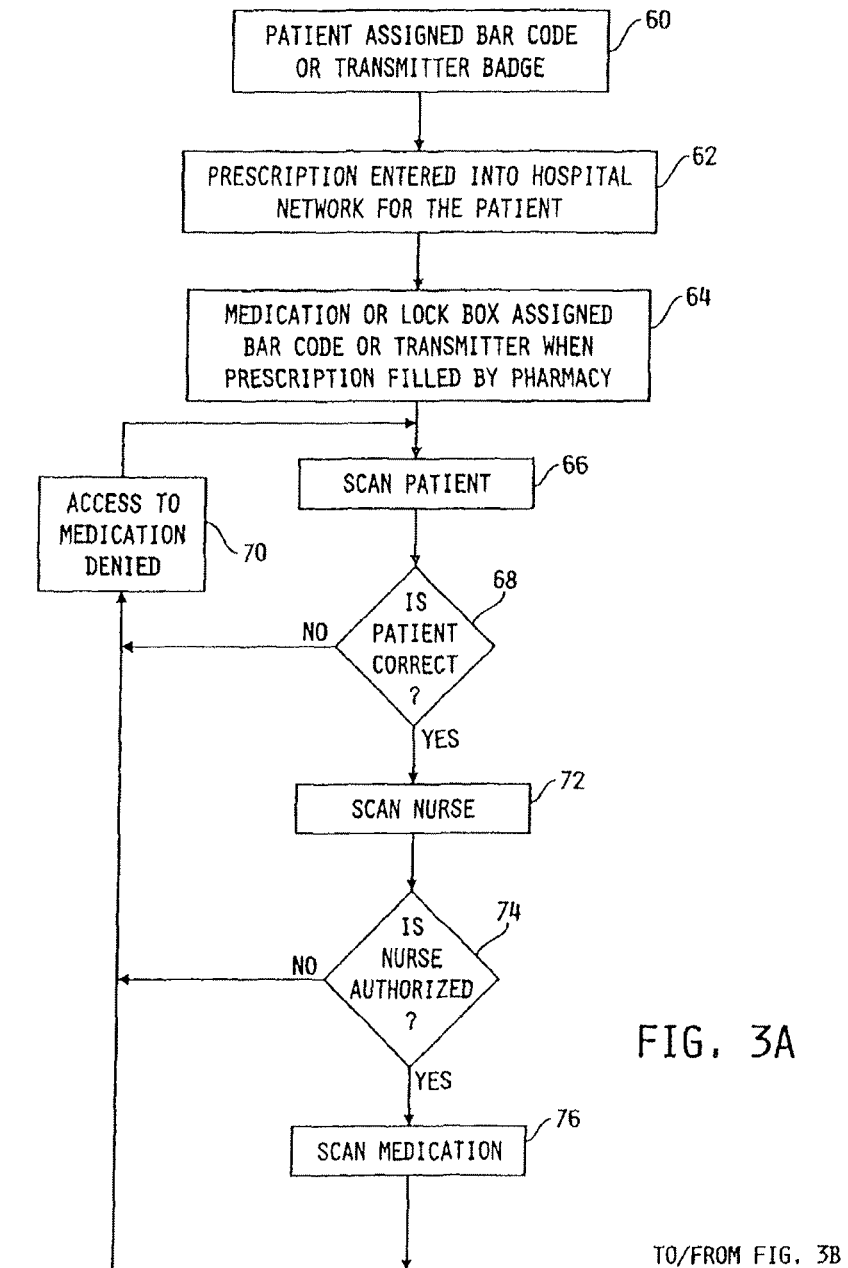 PATIENT ASSIGNED BAR CODE
OR TRANSMITTER BADGE
60
PRESCRIPTION ENTERED INTO HOSPITAL
NETWORK FOR THE PATIENT
62
MEDICATION OR LOCK BOX ASSIGNED
BAR CODE OR TRANSMITTER WHEN
PRESCRIPTION FILLED BY PHARMACY
64
SCAN PATIENT
66
ACCESS TO
MEDICATION
DENIED
70
IS
PATIENT
CORRECT
?
68
NO
YES
SCAN NURSE
72
IS
NURSE
AUTHORIZED
?
74
NO
YES
FIG. 3A
SCAN MEDICATION
76
TO/FROM FIG. 3B